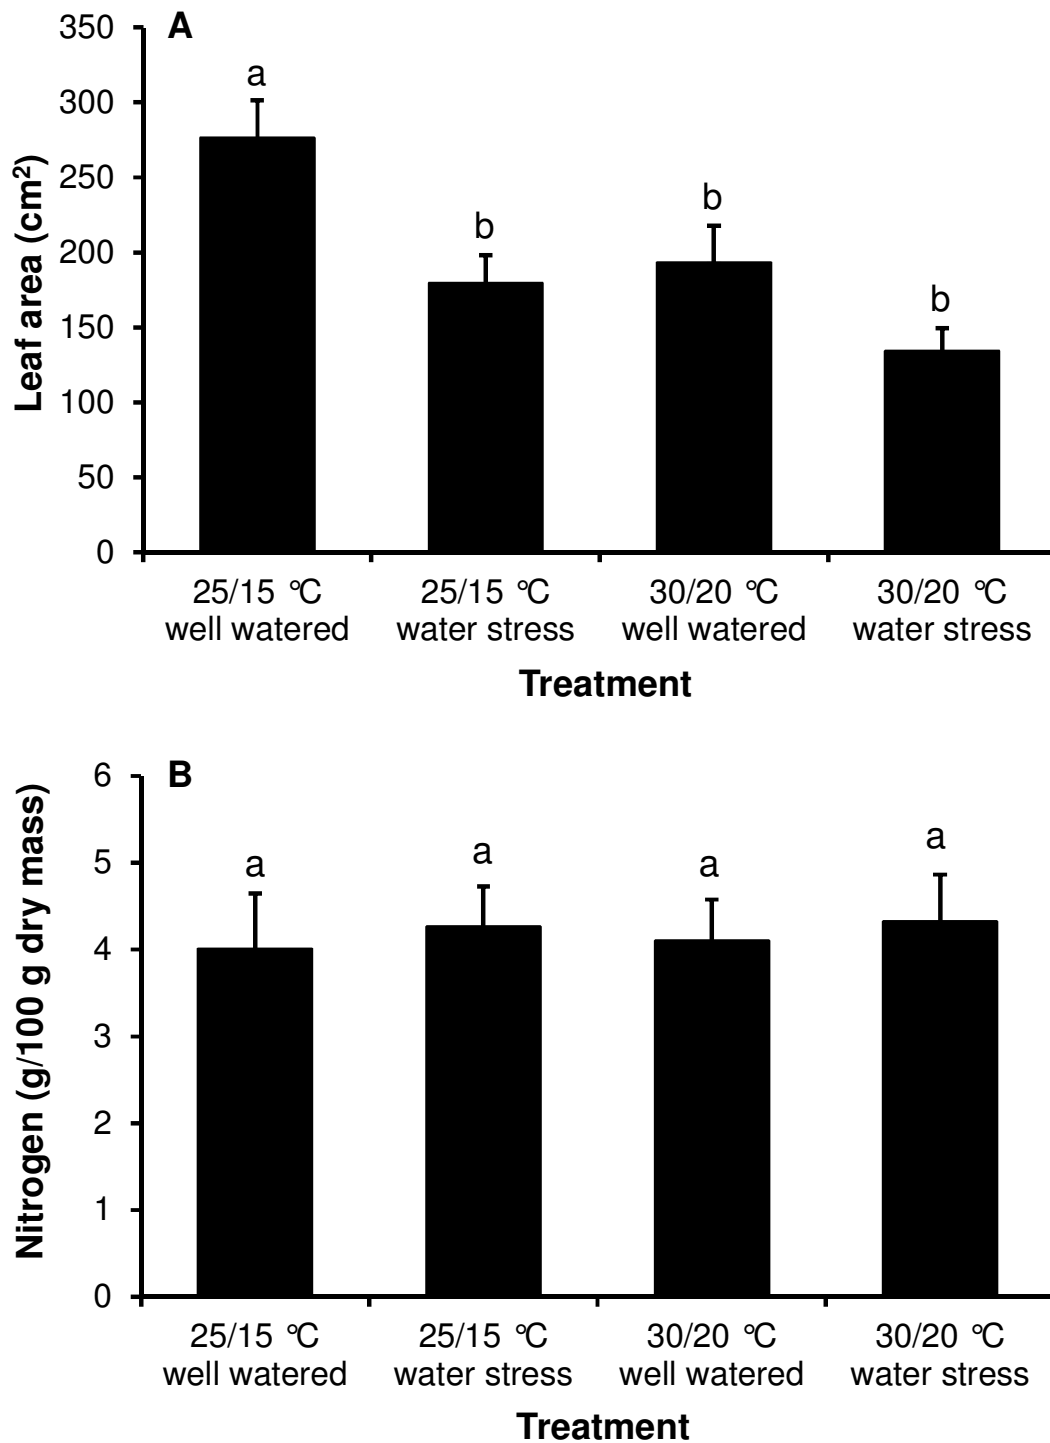 A
350
300
250
200
150
100
50
0
Leaf area (cm²)
a
b
b
b
25/15 °C
well watered
25/15 °C
water stress
30/20 °C
well watered
30/20 °C
water stress
Treatment
B
6
5
4
3
2
1
0
Nitrogen (g/100 g dry mass)
a
a
a
a
25/15 °C
well watered
25/15 °C
water stress
30/20 °C
well watered
30/20 °C
water stress
Treatment